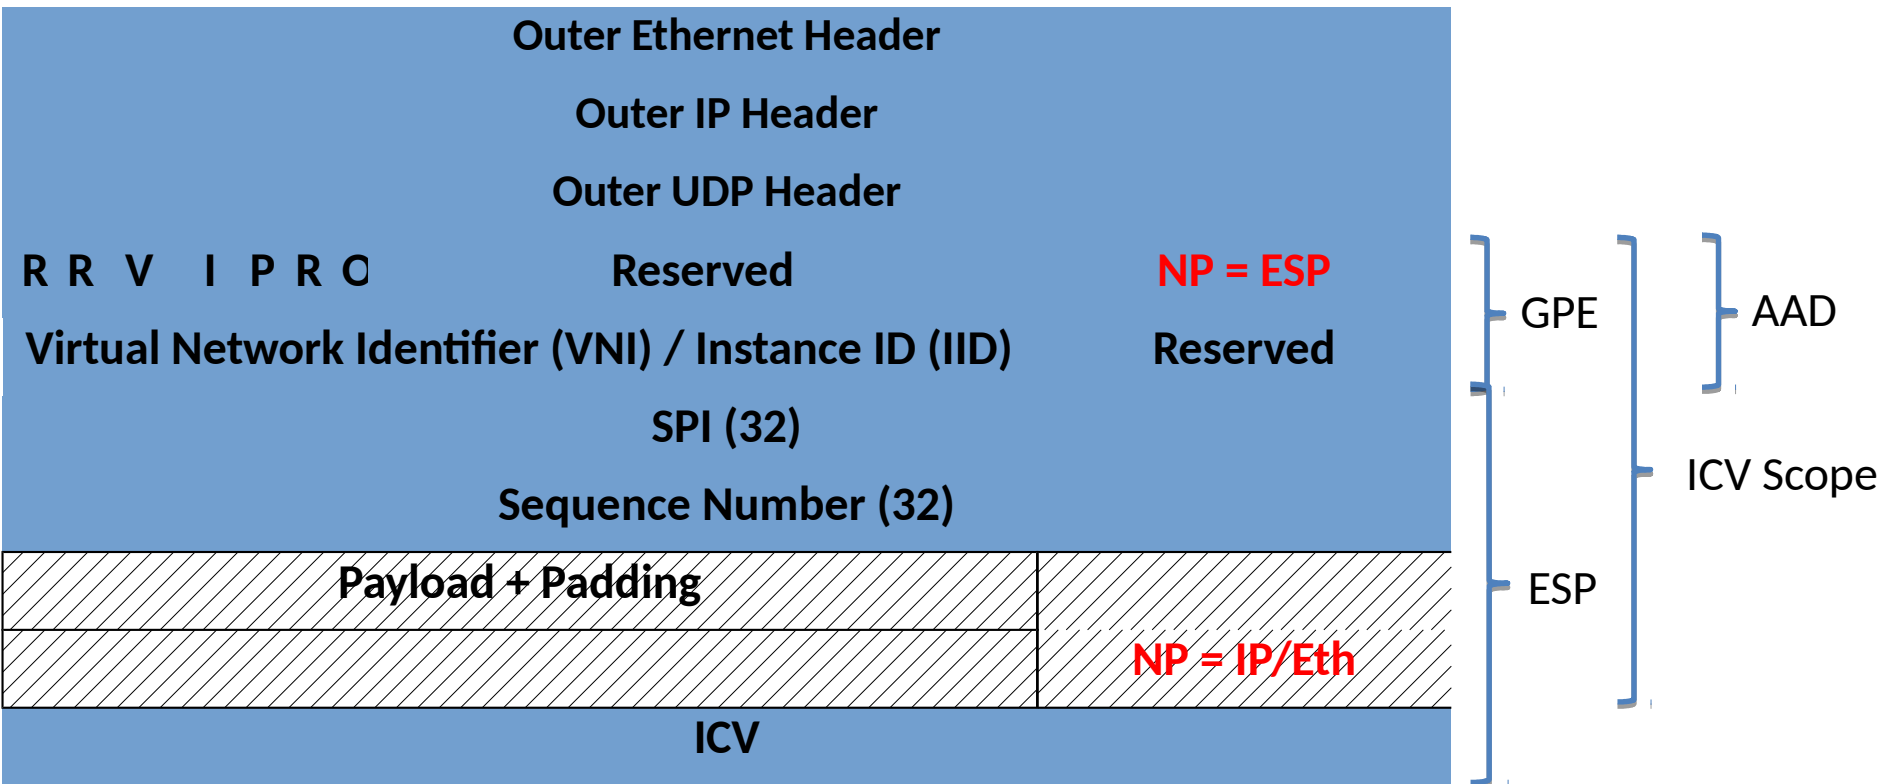 Outer Ethernet Header
Outer IP Header
Outer UDP Header
R R V I P R O Reserved NP = ESP
GPE AAD
Virtual Network Identifier (VNI) / Instance ID (IID) Reserved
SPI (32)
ICV Scope
Sequence Number (32)
Payload + Padding
ESP
NP = IP/Eth
ICV